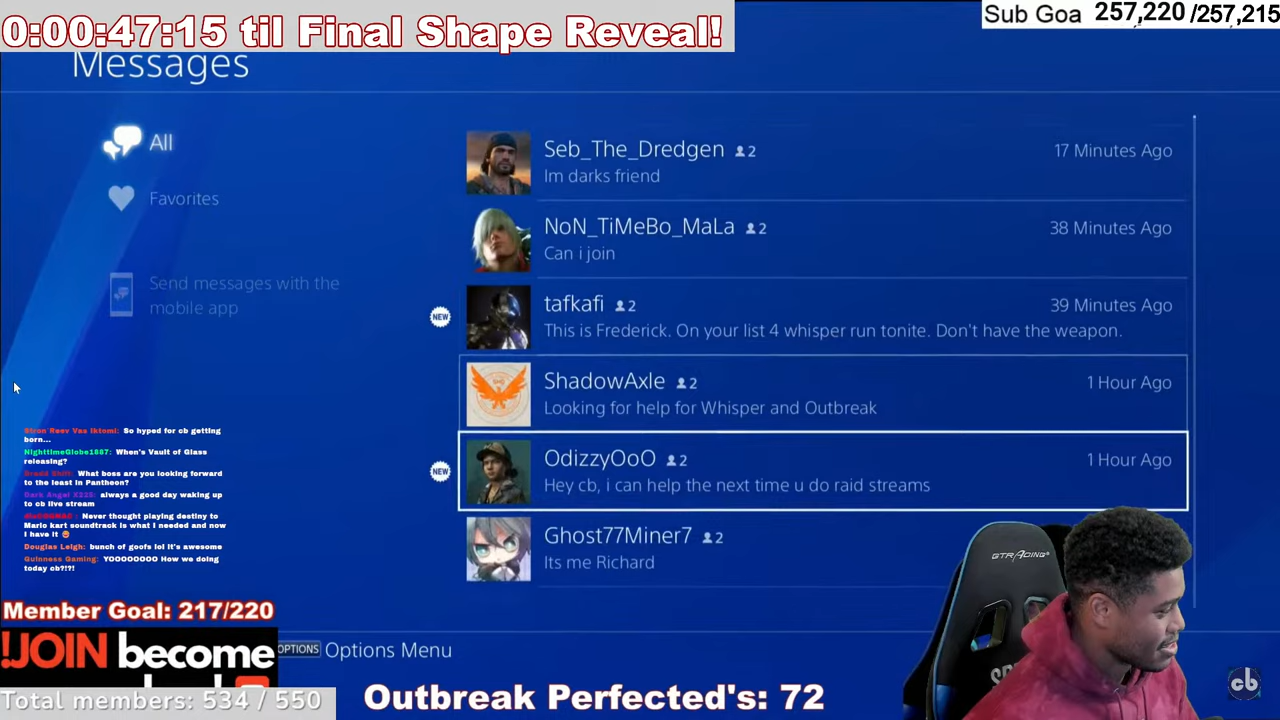 0:00:47:15 til Final Shape Reveal!
Sub Goa 257,220 /257,215
Messages
All
Favorites
Send messages with the
mobile app
Seb_The_Dredgen 2
17 Minutes Ago
Im darks friend
NoN_TiMeBo_MaLa 2
38 Minutes Ago
Can i join
NEW
tafkafi 2
39 Minutes Ago
This is Frederick. On your list 4 whisper run tonite. Don't have the weapon.
ShadowAxle 2
1 Hour Ago
Looking for help for Whisper and Outbreak
NEW
OdizzyOoO 2
1 Hour Ago
Hey cb, i can help the next time u do raid streams
Ghost77Miner7 2
Its me Richard
So hyped for cb getting
born...
NighttimeGlobe1887: When's Vault of Glass
releasing?
What boss are you looking forward
to the least in Pantheon?
always a good day waking up
to cb live stream
Never thought playing destiny to
Mario kart soundtrack is what I needed and now
I have it
Douglas Leigh: bunch of goofs lol it's awesome
Guinness Gaming: YOOOOOOOO How we doing
today cb?!?!
Member Goal: 217/220
!JOIN become
Total members: 534 / 550
OPTIONS Options Menu
Outbreak Perfected's: 72
GTRACING
cb